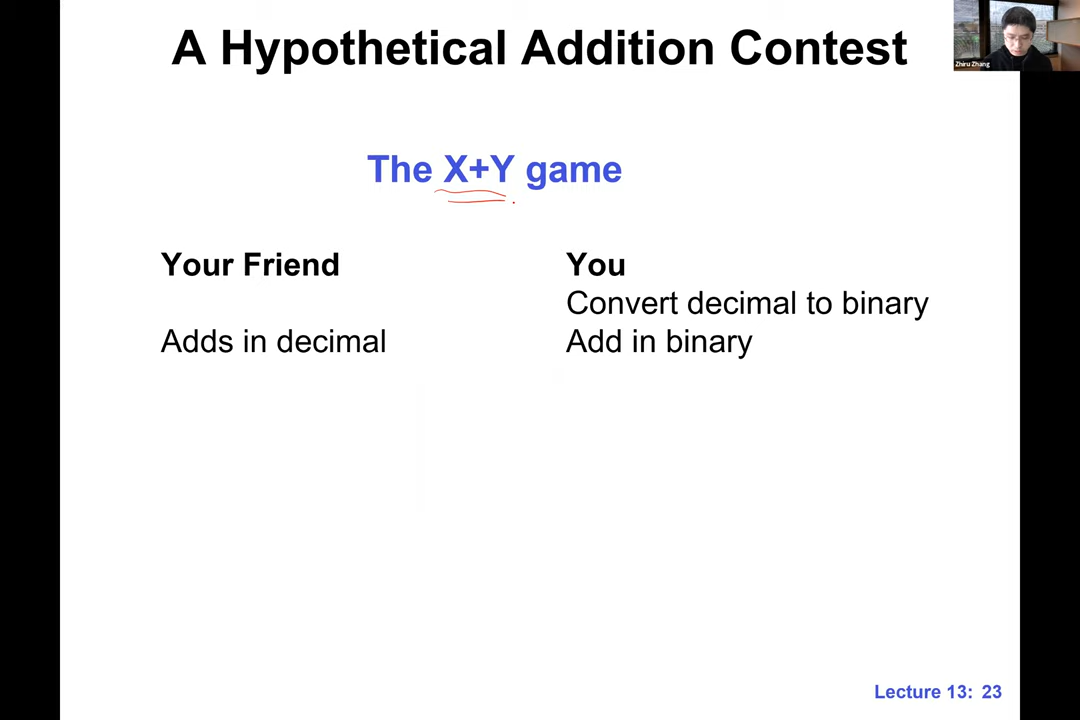 A Hypothetical Addition Contest
Zhiru Zhang
The X+Y game
Your Friend
You
Convert decimal to binary
Adds in decimal
Add in binary
Lecture 13: 23